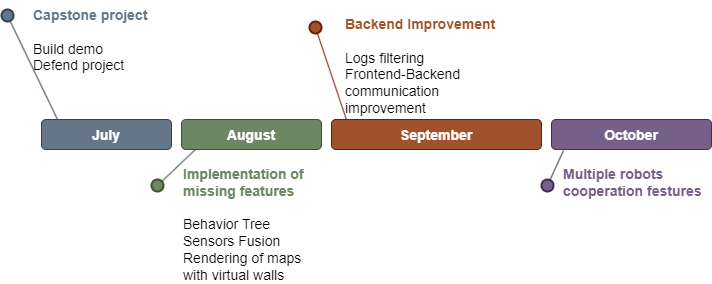 Capstone project
Build demo
Defend project
Backend Improvement
Logs filtering
Frontend-Backend
communication
improvement
July
August
September
October
Implementation of
missing features
Behavior Tree
Sensors Fusion
Rendering of maps
with virtual walls
Multiple robots
cooperation festures